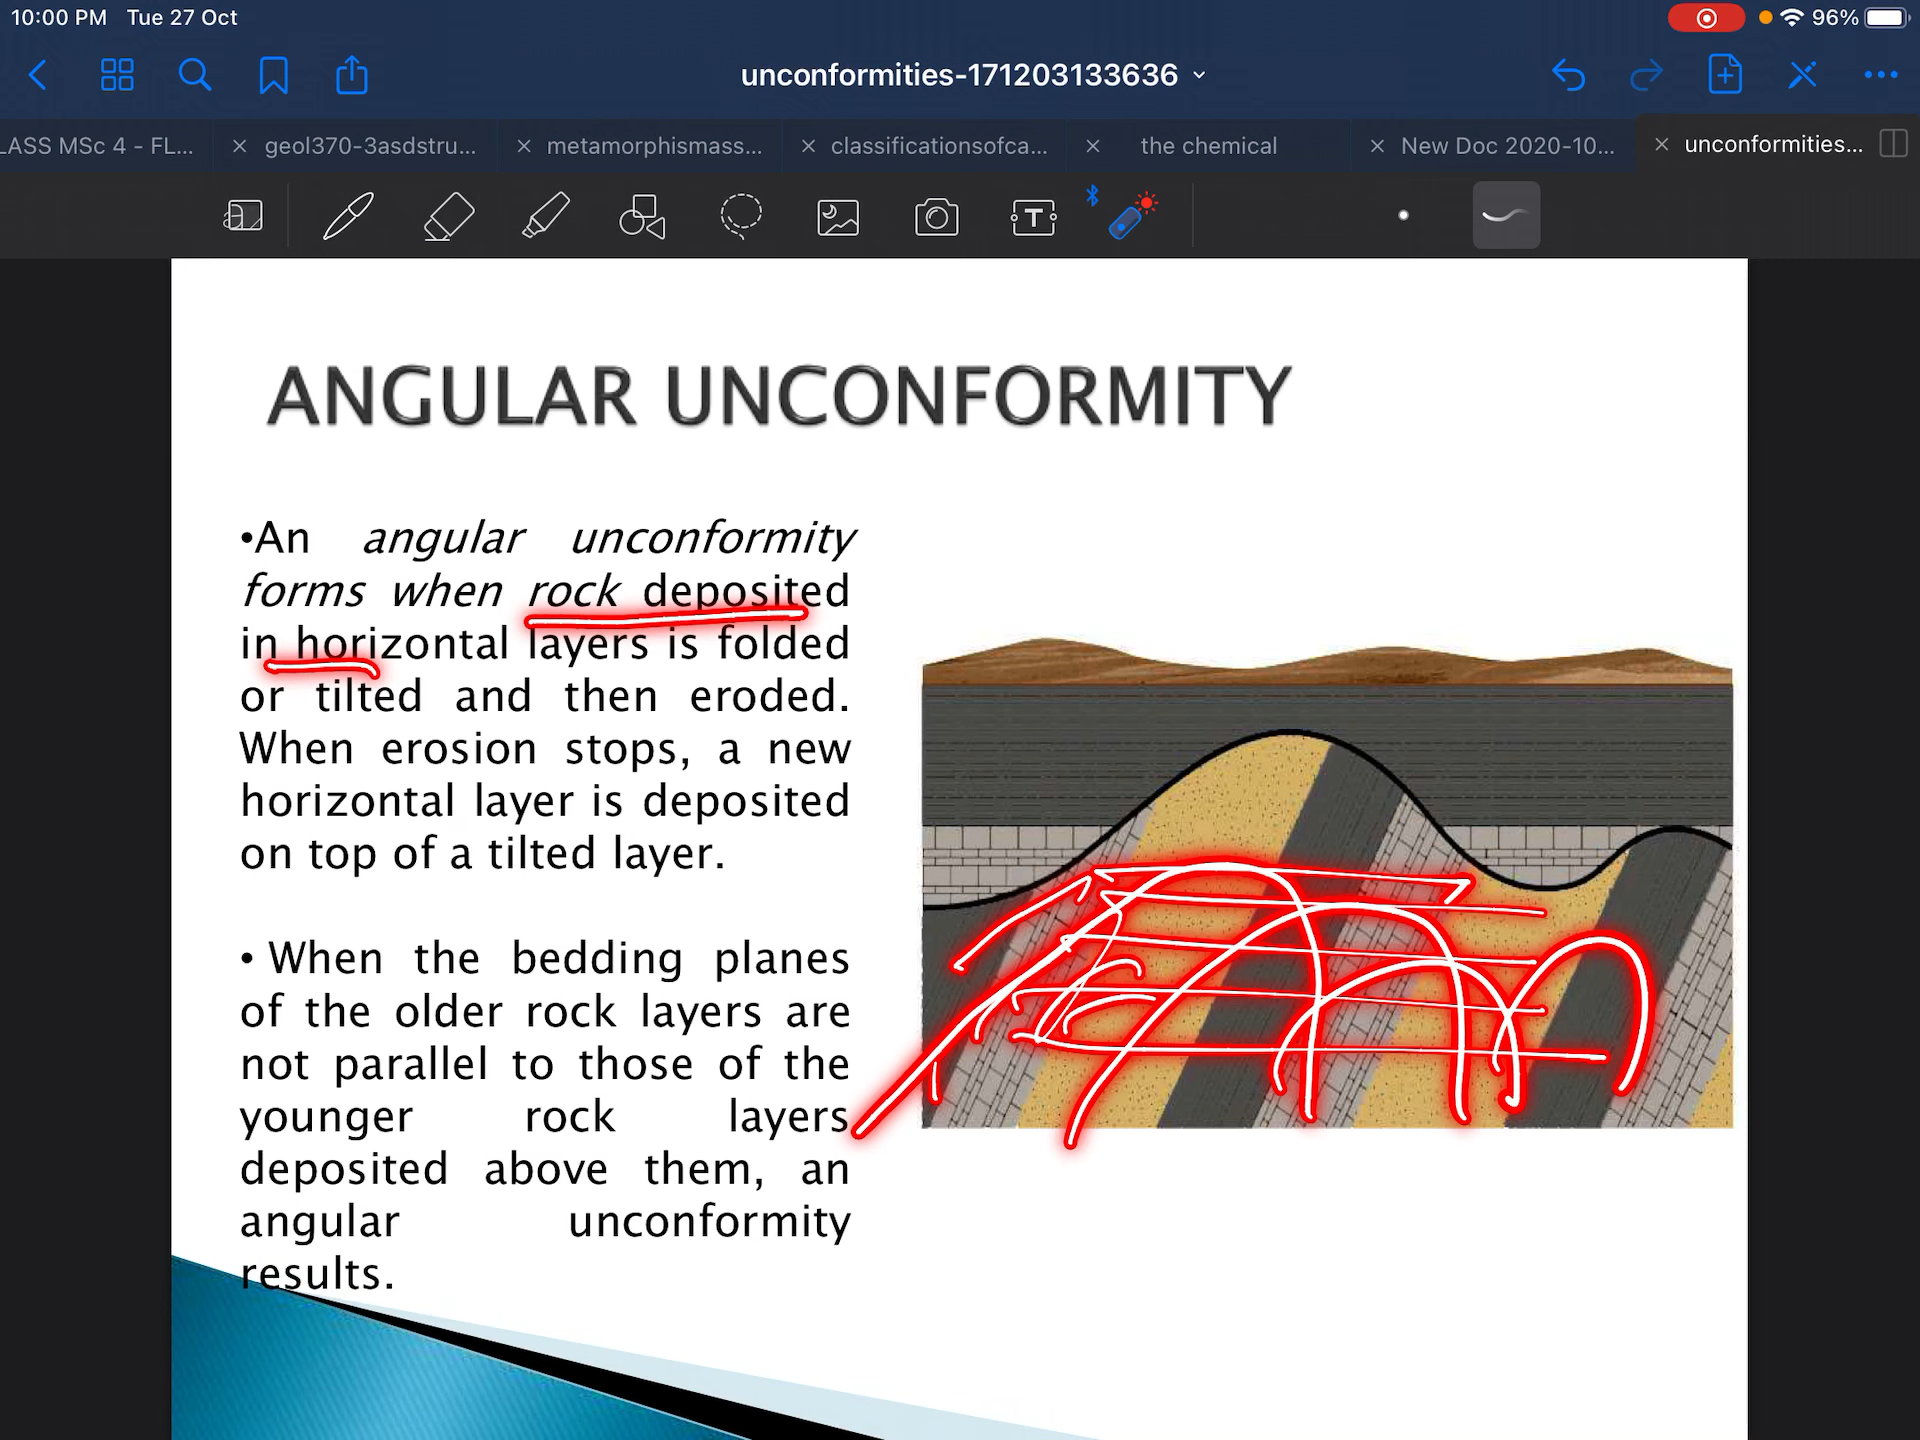 10:00 PM Tue 27 Oct
96%
unconformities-171203133636
LASS MSc 4 - FL...
geol370-3asdstru...
metamorphismass...
classificationsofca...
the chemical
New Doc 2020-10...
unconformities...
ANGULAR UNCONFORMITY
•An angular unconformity
forms when rock deposited
in horizontal layers is folded
or tilted and then eroded.
When erosion stops, a new
horizontal layer is deposited
on top of a tilted layer.
• When the bedding planes
of the older rock layers are
not parallel to those of the
younger rock layers
deposited above them, an
angular unconformity
results.